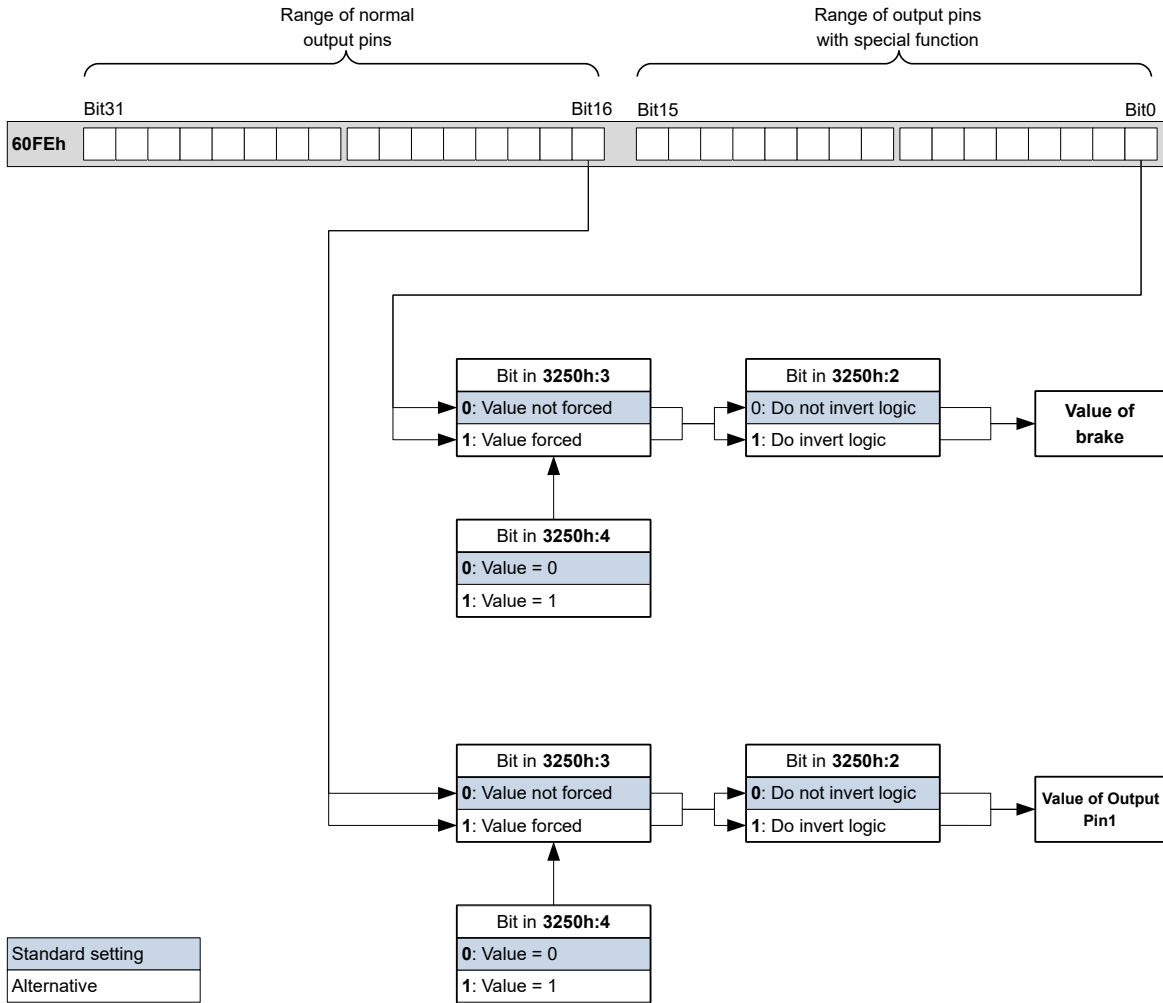 Range of normal
output pins
Range of output pins
with special function
Bit31
Bit16
Bit15
Bit0
60FEh
Bit in 3250h:3
0: Value not forced
1: Value forced
Bit in 3250h:2
0: Do not invert logic
1: Do invert logic
Value of
brake
Bit in 3250h:4
0: Value = 0
1: Value = 1
Bit in 3250h:3
0: Value not forced
1: Value forced
Bit in 3250h:2
0: Do not invert logic
1: Do invert logic
Value of Output
Pin1
Bit in 3250h:4
0: Value = 0
1: Value = 1
Standard setting
Alternative